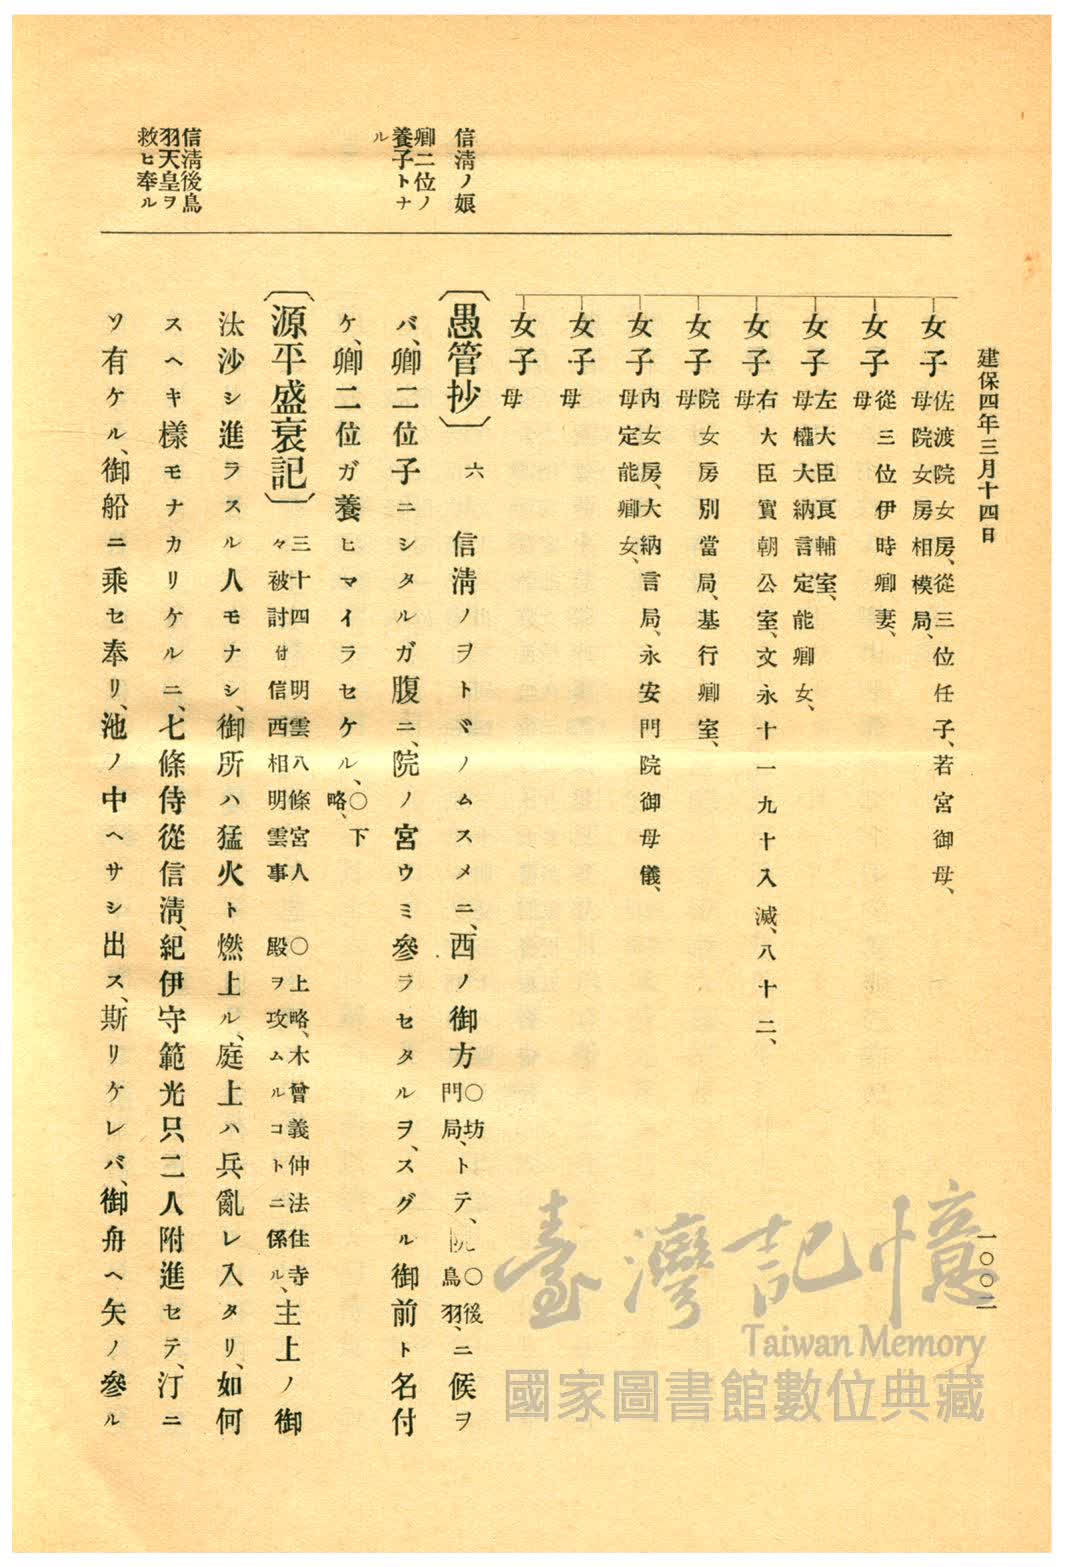 建保四年三月十四日
一〇〇二
女子 佐渡院女房、從三位任子、若宮御母、
母院女房相模局、
女子 從三位伊時卿妻、
母
女子 左大臣良輔室、
母權大納言定能卿女、
女子 右大臣實朝公室、文永十一九十入滅、八十二、
母
女子 院女房別當局、基行卿室、
母
女子 內女房、大納言局、永安門院御母儀、
母定能卿女、
女子
母
女子
母
信淸ノ娘
卿二位ノ
養子トナ
ル
〔愚管抄〕 六 信淸ノヲトドノムスメニ、西ノ御方〇坊門局、トテ、院〇後鳥羽、ニ候ヲ
バ、卿二位子ニシタルガ腹ニ、院ノ宮ウミ參ラセタルヲ、スグル御前ト名付
ケ、卿二位ガ養ヒマイラセケル、〇下略、
信淸後鳥
羽天皇ヲ
救ヒ奉ル
〔源平盛衰記〕 三十四 明雲八條宮人々被討付信西相明雲事 〇上略、木曾義仲法住寺殿ヲ攻ムルコトニ係ル、主上ノ御
汰沙シ進ラスル人モナシ、御所ハ猛火ト燃上ル、庭上ハ兵亂レ入タリ、如何
スヘキ樣モナカリケルニ、七條侍從信淸、紀伊守範光只二人附進セテ、汀ニ
ソ有ケル、御船ニ乘セ奉リ、池ノ中ヘサシ出ス、斯リケレバ、御舟ヘ矢ノ參ル
臺灣記憶
Taiwan Memory
國家圖書館數位典藏